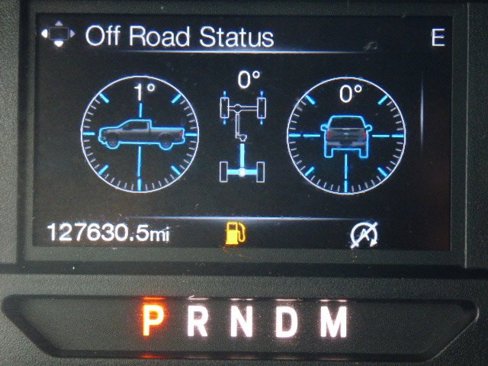 Off Road Status E
1° 0° 0°
127630.5mi
P R N D M